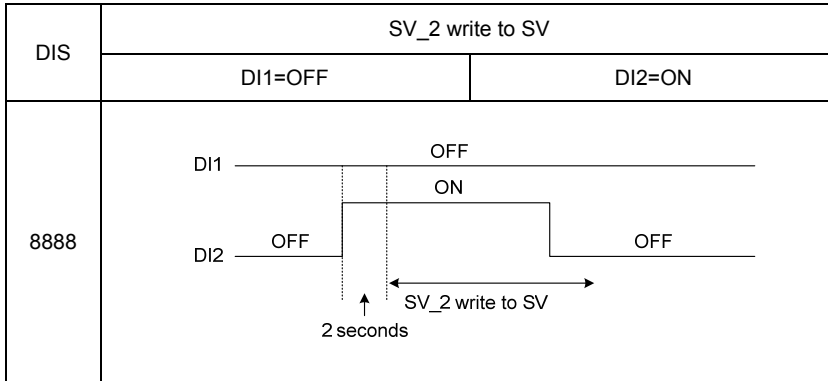 DIS
SV_2 write to SV
DI1=OFF
DI2=ON
8888
DI1
OFF
ON
DI2
OFF
OFF
SV_2 write to SV
2 seconds